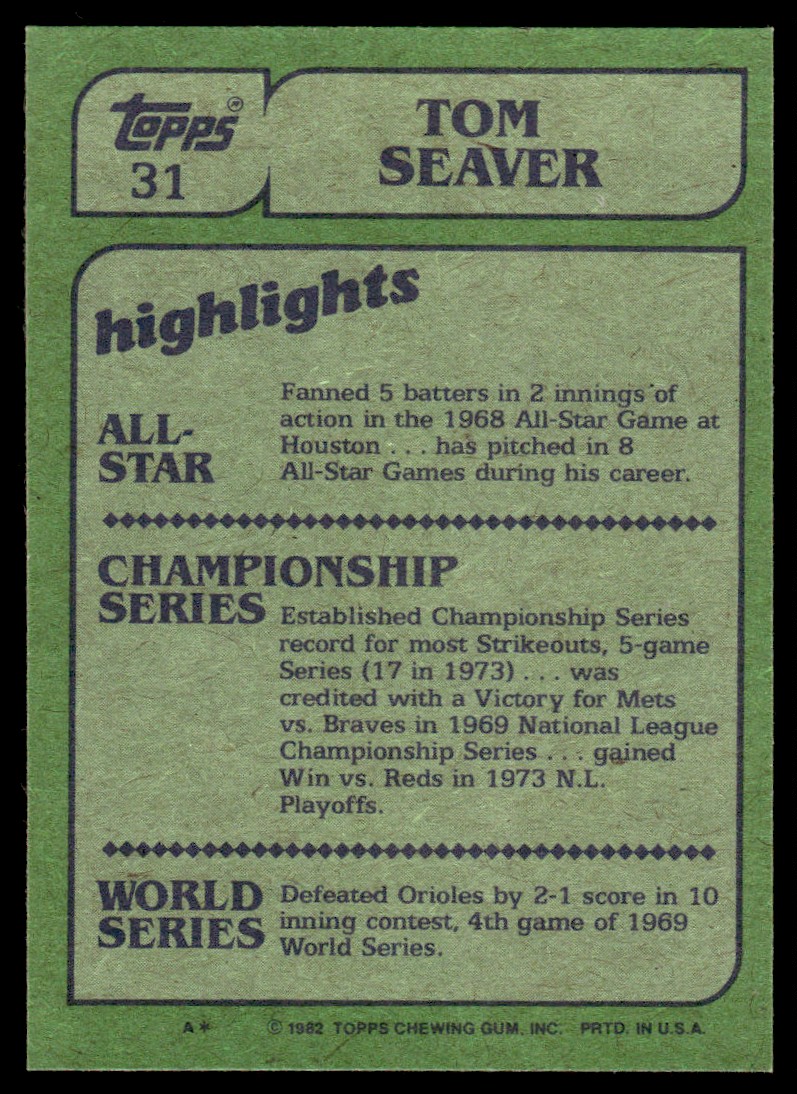 Topps®
31
TOM
SEAVER
highlights
ALL-
STAR
Fanned 5 batters in 2 innings of
action in the 1968 All-Star Game at
Houston . . . has pitched in 8
All-Star Games during his career.
CHAMPIONSHIP
SERIES
Established Championship Series
record for most Strikeouts, 5-game
Series (17 in 1973) . . . was
credited with a Victory for Mets
vs. Braves in 1969 National League
Championship Series . . . gained
Win vs. Reds in 1973 N.L.
Playoffs.
WORLD
SERIES
Defeated Orioles by 2-1 score in 10
inning contest, 4th game of 1969
World Series.
A* © 1982 TOPPS CHEWING GUM, INC. PRTD. IN U.S.A.